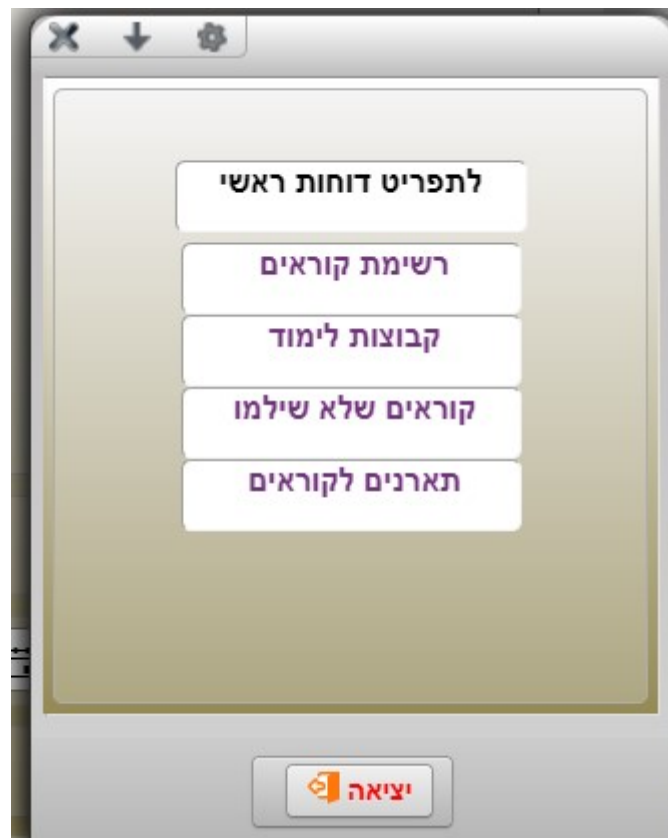 לתפריט דוחות ראשי
רשימת קוראים
קבוצות לימוד
קוראים שלא שילמו
תארנים לקוראים
יציאה